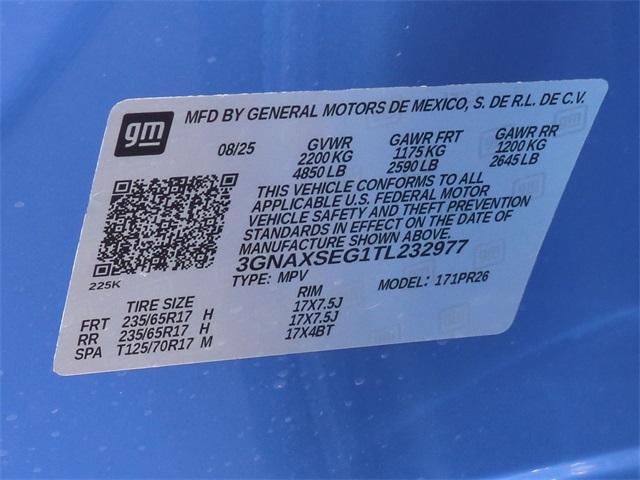 gm
MFD BY GENERAL MOTORS DE MEXICO, S. DE R.L. DE C.V.
08/25 GVWR GAWR FRT GAWR RR
2200 KG 1175 KG 1200 KG
4850 LB 2590 LB 2645 LB
THIS VEHICLE CONFORMS TO ALL
APPLICABLE U.S. FEDERAL MOTOR
VEHICLE SAFETY AND THEFT PREVENTION
STANDARDS IN EFFECT ON THE DATE OF
MANUFACTURE SHOWN ABOVE.
3GNAXSEG1TL232977
225K
TYPE: MPV MODEL: 171PR26
TIRE SIZE RIM
FRT 235/65R17 H 17X7.5J
RR 235/65R17 H 17X7.5J
SPA T125/70R17 M 17X4BT